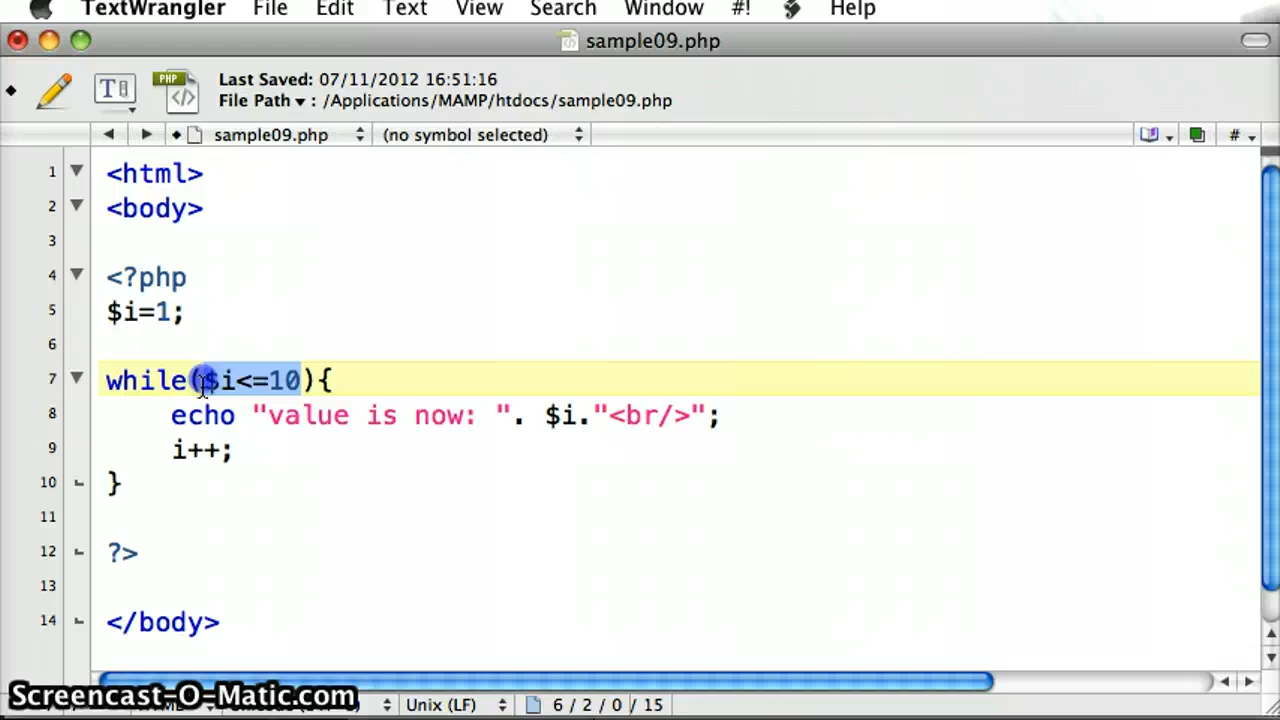 TextWrangler File Edit Text View Search Window #! Help
sample09.php
Last Saved: 07/11/2012 16:51:16
File Path ▾ : /Applications/MAMP/htdocs/sample09.php
sample09.php (no symbol selected) #
1 <html>
2 <body>
3
4 <?php
5 $i=1;
6
7 while($i<=10){
8 echo "value is now: ". $i."<br/>";
9 i++;
10 }
11
12 ?>
13
14 </body>
Screencast-O-Matic.com
Unix (LF) 6 / 2 / 0 / 15